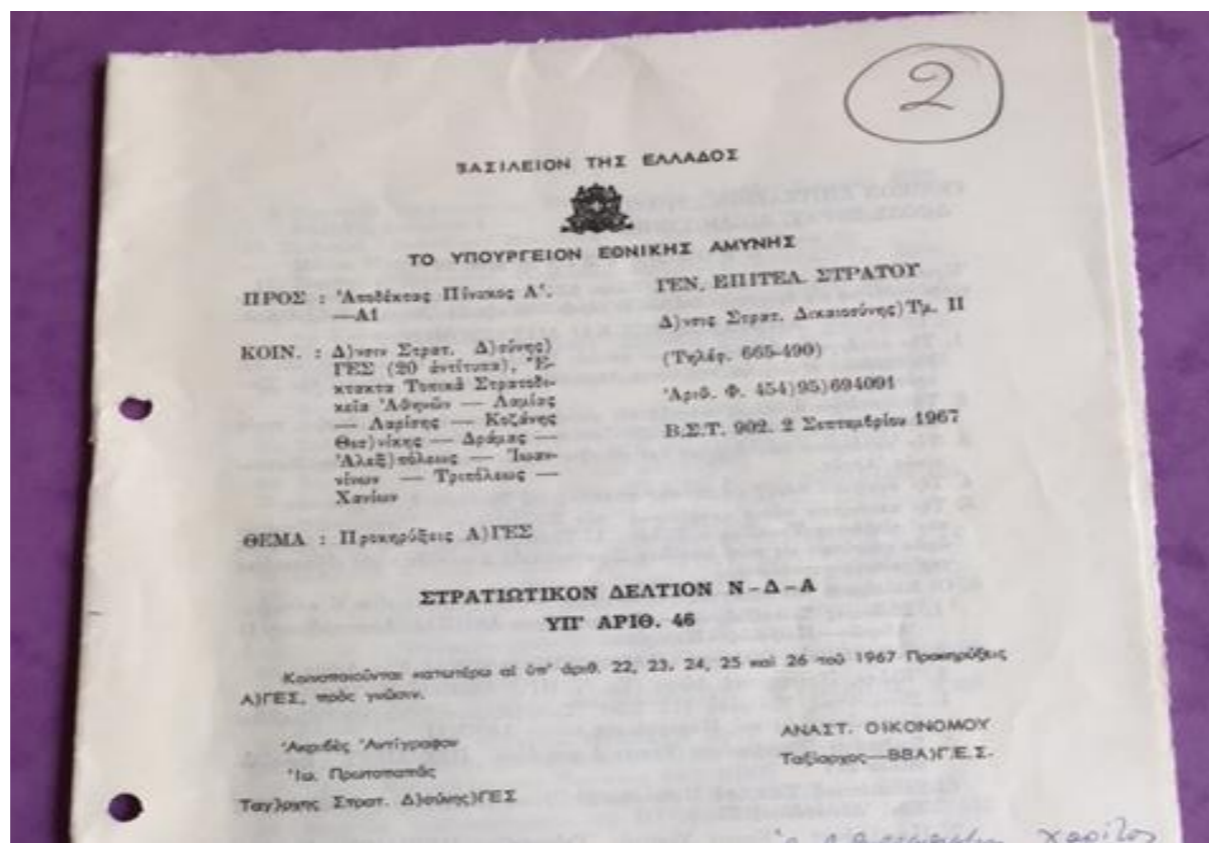 2
ΒΑΣΙΛΕΙΟΝ ΤΗΣ ΕΛΛΑΔΟΣ
ΤΟ ΥΠΟΥΡΓΕΙΟΝ ΕΘΝΙΚΗΣ ΑΜΥΝΗΣ
ΠΡΟΣ : Ἀποδέκτας Πίνακος Α'.
—Α1
ΚΟΙΝ. : Δ)νσιν Στρατ. Δ)σύνης)
ΓΕΣ (20 ἀντίτυπα), Ἔ-
κτακτα Τοπικά Στρατοδι-
κεῖα Ἀθηνῶν — Λαμίας
— Λαρίσης — Κοζάνης
Θεσ)νίκης — Δράμας —
Ἀλεξ)πόλεως — Ἰωαν-
νίνων — Τριπόλεως —
Χανίων
ΓΕΝ. ΕΠΙΤΕΛ. ΣΤΡΑΤΟΥ
Δ)νσις Στρατ. Δικαιοσύνης)Τμ. ΙΙ
(Τηλέφ. 665-490)
Ἀριθ. Φ. 454)95)694091
Β.Σ.Τ. 902. 2 Σεπτεμβρίου 1967
ΘΕΜΑ : Προκηρύξεις Α)ΓΕΣ
ΣΤΡΑΤΙΩΤΙΚΟΝ ΔΕΛΤΙΟΝ Ν-Δ-Α
ΥΠ' ΑΡΙΘ. 46
Κοινοποιοῦνται κατωτέρω αἱ ὑπ' ἀριθ. 22, 23, 24, 25 καὶ 26 τοῦ 1967 Προκηρύξεις
Α)ΓΕΣ, πρὸς γνῶσιν.
Ἀκριβὲς Ἀντίγραφον
Ἰω. Πρωτοπαπᾶς
Ταγ)ρχης Στρατ. Δ)σύνης)ΓΕΣ
ΑΝΑΣΤ. ΟΙΚΟΝΟΜΟΥ
Ταξίαρχος—ΒΒΑ)Γ.Ε.Σ.